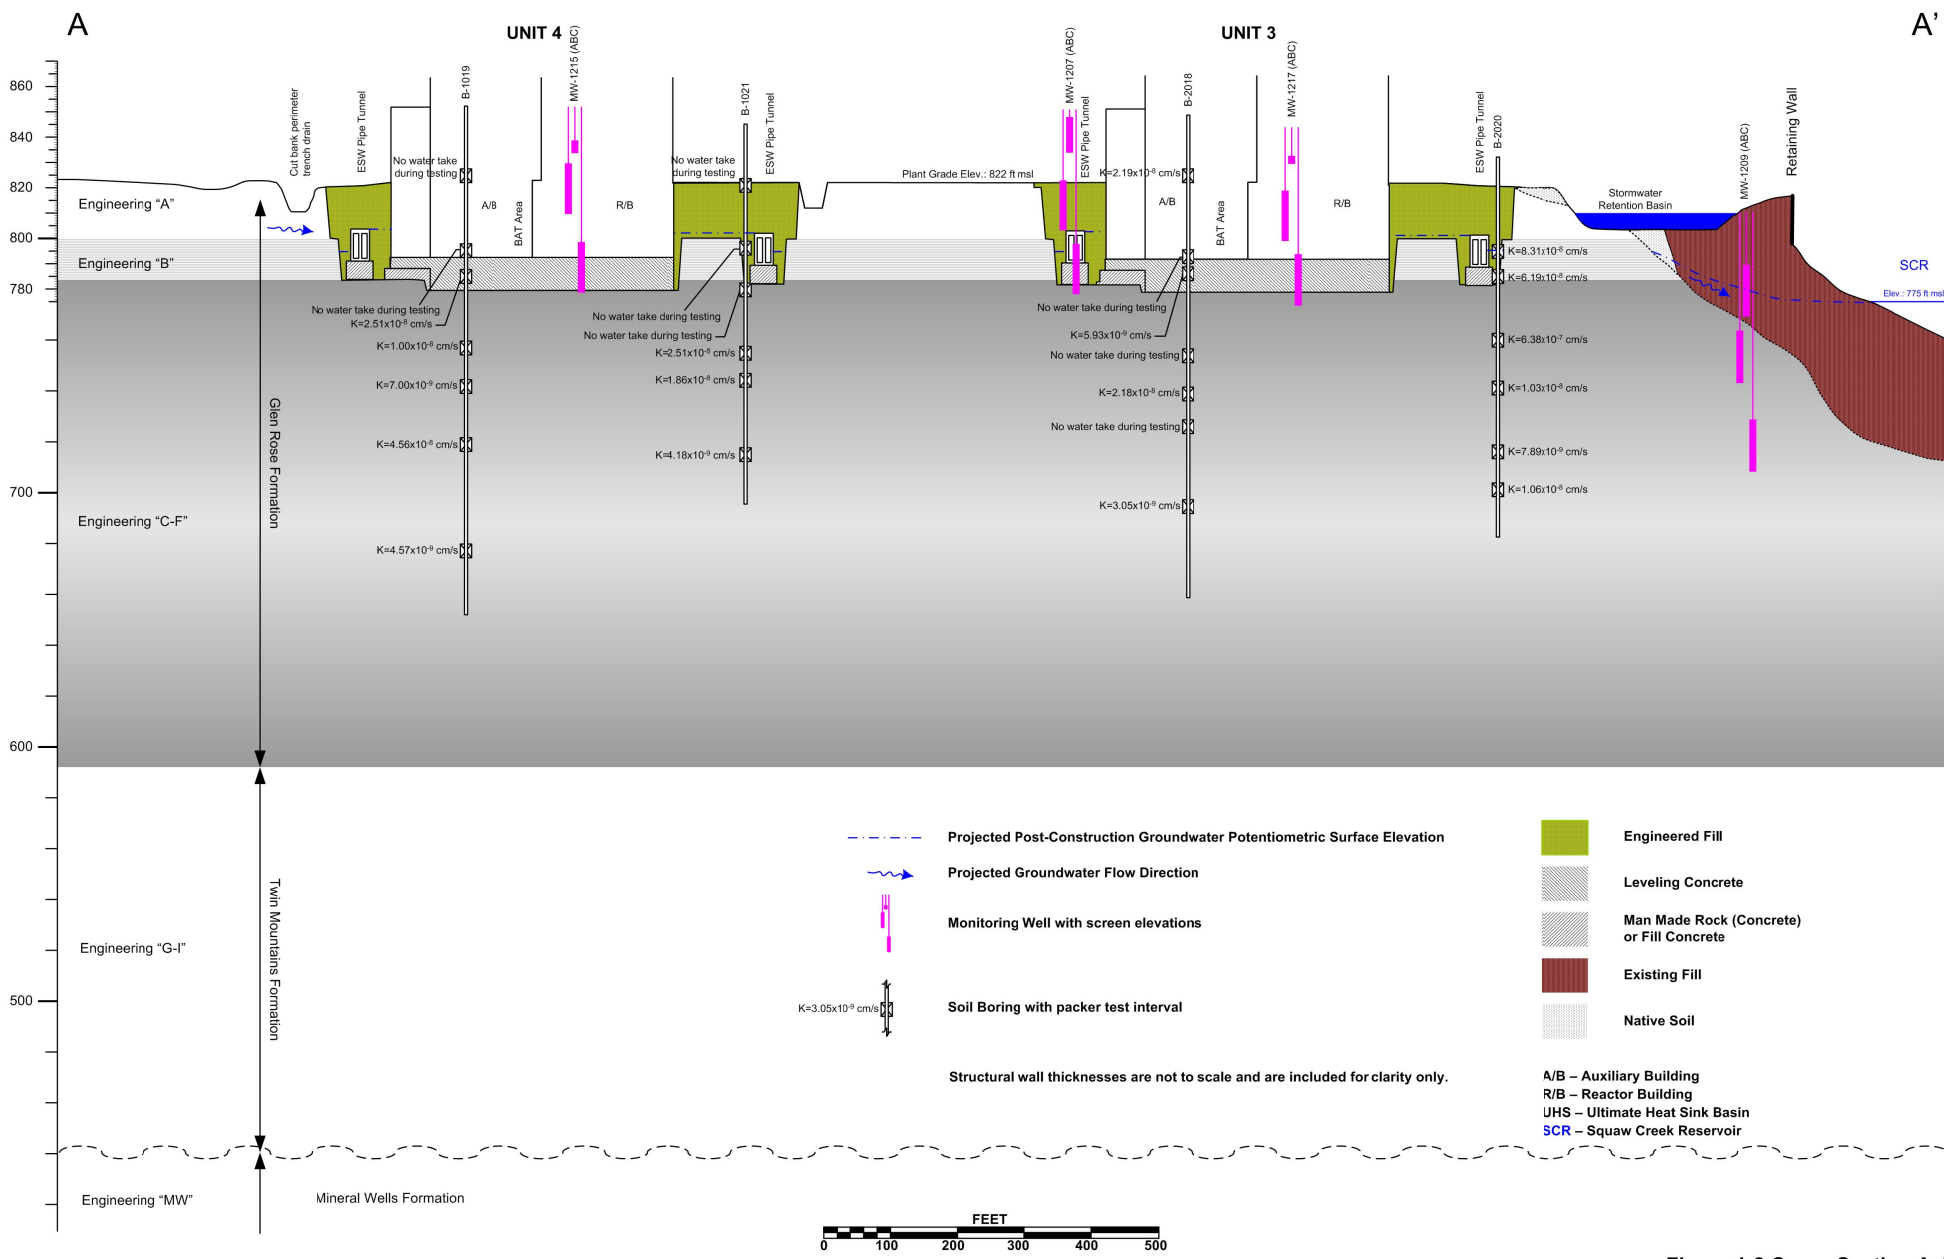 A
A’
UNIT 4
UNIT 3
860
840
820
800
780
700
600
500
Cut bank perimeter
trench drain
ESW Pipe Tunnel
B-1019
MW-1215 (ABC)
B-1021
ESW Pipe Tunnel
MW-1207 (ABC)
ESW Pipe Tunnel
B-2018
MW-1217 (ABC)
ESW Pipe Tunnel
B-2020
MW-1209 (ABC)
Retaining Wall
No water take
during testing
No water take
during testing
Plant Grade Elev.: 822 ft msl
K=2.19x10⁻⁸ cm/s
Stormwater
Retention Basin
Engineering “A”
A/B
BAT Area
R/B
A/B
BAT Area
R/B
Engineering “B”
K=8.31x10⁻⁸ cm/s
K=6.19x10⁻⁸ cm/s
SCR
Elev.: 775 ft msl
No water take during testing
K=2.51x10⁻⁸ cm/s
K=1.00x10⁻⁸ cm/s
K=7.00x10⁻⁹ cm/s
K=4.56x10⁻⁸ cm/s
K=4.57x10⁻⁹ cm/s
No water take during testing
No water take during testing
K=2.51x10⁻⁸ cm/s
K=1.86x10⁻⁸ cm/s
K=4.18x10⁻⁹ cm/s
No water take during testing
K=5.93x10⁻⁹ cm/s
No water take during testing
K=2.18x10⁻⁸ cm/s
No water take during testing
K=3.05x10⁻⁹ cm/s
K=6.38x10⁻⁷ cm/s
K=1.03x10⁻⁸ cm/s
K=7.89x10⁻⁹ cm/s
K=1.06x10⁻⁸ cm/s
Glen Rose Formation
Engineering “C-F”
Twin Mountains Formation
Engineering “G-I”
Engineering “MW”
Mineral Wells Formation
Projected Post-Construction Groundwater Potentiometric Surface Elevation
Projected Groundwater Flow Direction
Monitoring Well with screen elevations
K=3.05x10⁻⁹ cm/s
Soil Boring with packer test interval
Structural wall thicknesses are not to scale and are included for clarity only.
Engineered Fill
Leveling Concrete
Man Made Rock (Concrete)
or Fill Concrete
Existing Fill
Native Soil
A/B – Auxiliary Building
R/B – Reactor Building
UHS – Ultimate Heat Sink Basin
SCR – Squaw Creek Reservoir
FEET
0 100 200 300 400 500